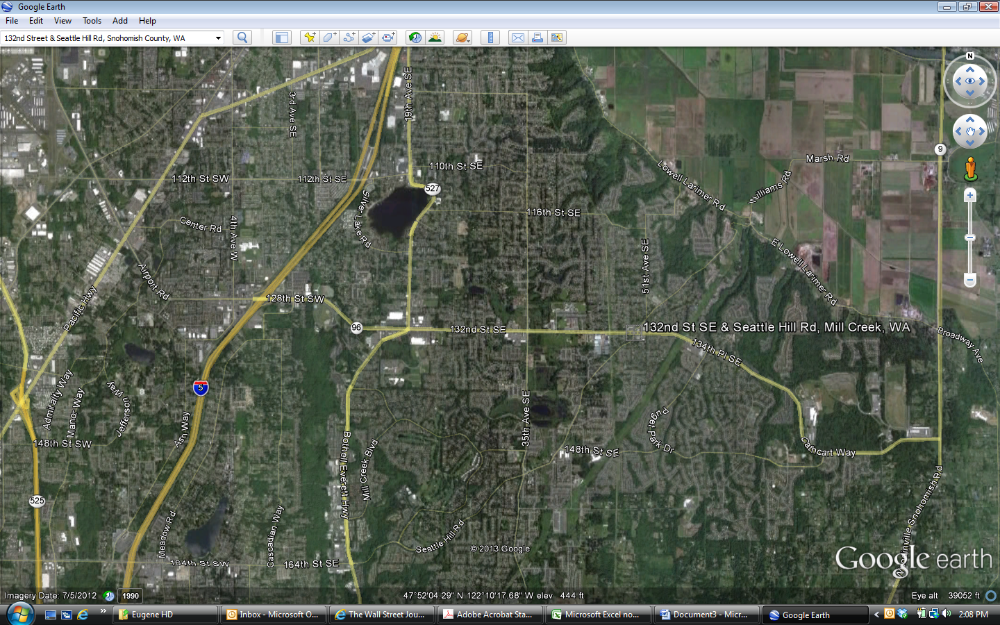 Google Earth
File Edit View Tools Add Help
132nd Street & Seattle Hill Rd, Snohomish County, WA
N
19th Ave SE
3rd Ave SE
9
Marsh Rd
110th St SE
Lowell Larimer Rd
112th St SW
112th St SE
527
Williams Rd
Silver Lake Rd
116th St SE
Center Rd
4th Ave W
51st Ave SE
E Lowell Larimer Rd
Airport Rd
Pacific Hwy
128th St SW
96
132nd St SE
132nd St SE & Seattle Hill Rd, Mill Creek, WA
134th Pl SE
Broadway Ave
5
Admiralty Way
Manor Way
Jefferson Way
Ash Way
35th Ave SE
Puget Park Dr
148th St SW
148th St SE
Cathcart Way
Bothell Everett Hwy
Mill Creek Blvd
525
Meadow Rd
Cascadian Way
Seattle Hill Rd
Snohomish Rd
© 2013 Google
164th St SW
164th St SE
Google earth
Imagery Date: 7/5/2012 1990 47°52'04.29" N 122°10'17.68" W elev 444 ft Eye alt 39052 ft
Eugene HD Inbox - Microsoft O... The Wall Street Jou... Adobe Acrobat Sta... Microsoft Excel no... Document3 - Micr... Google Earth 2:08 PM